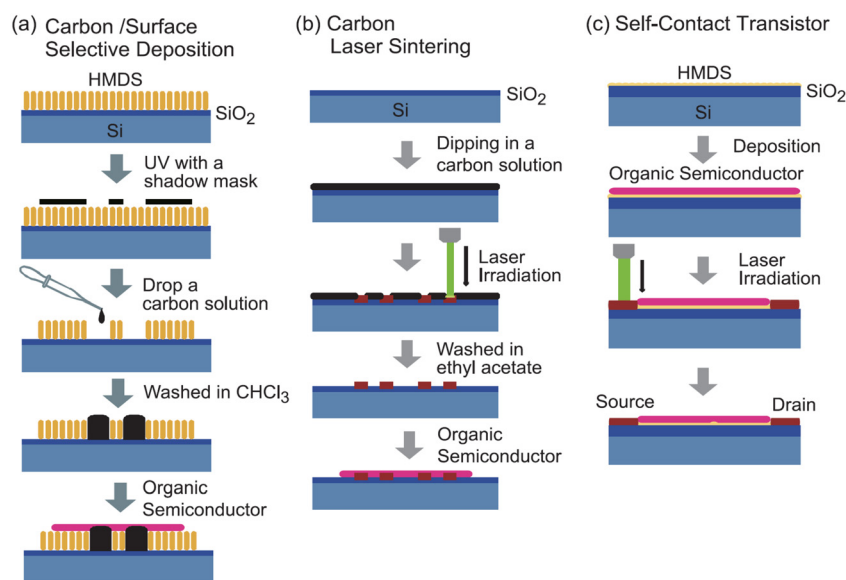 (a) Carbon /Surface
Selective Deposition
HMDS
SiO2
Si
UV with a
shadow mask
Drop a
carbon solution
Washed in CHCl3
Organic
Semiconductor
(b) Carbon
Laser Sintering
SiO2
Si
Dipping in a
carbon solution
Laser
Irradiation
Washed in
ethyl acetate
Organic
Semiconductor
(c) Self-Contact Transistor
HMDS
SiO2
Si
Deposition
Organic Semiconductor
Laser
Irradiation
Source
Drain